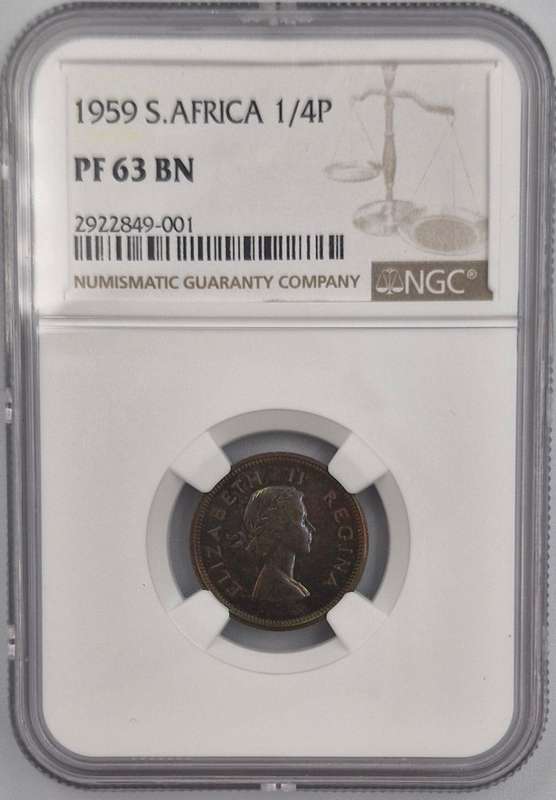 1959 S.AFRICA 1/4P
PF 63 BN
2922849-001
NUMISMATIC GUARANTY COMPANY
NGC®
ELIZABETH II REGINA